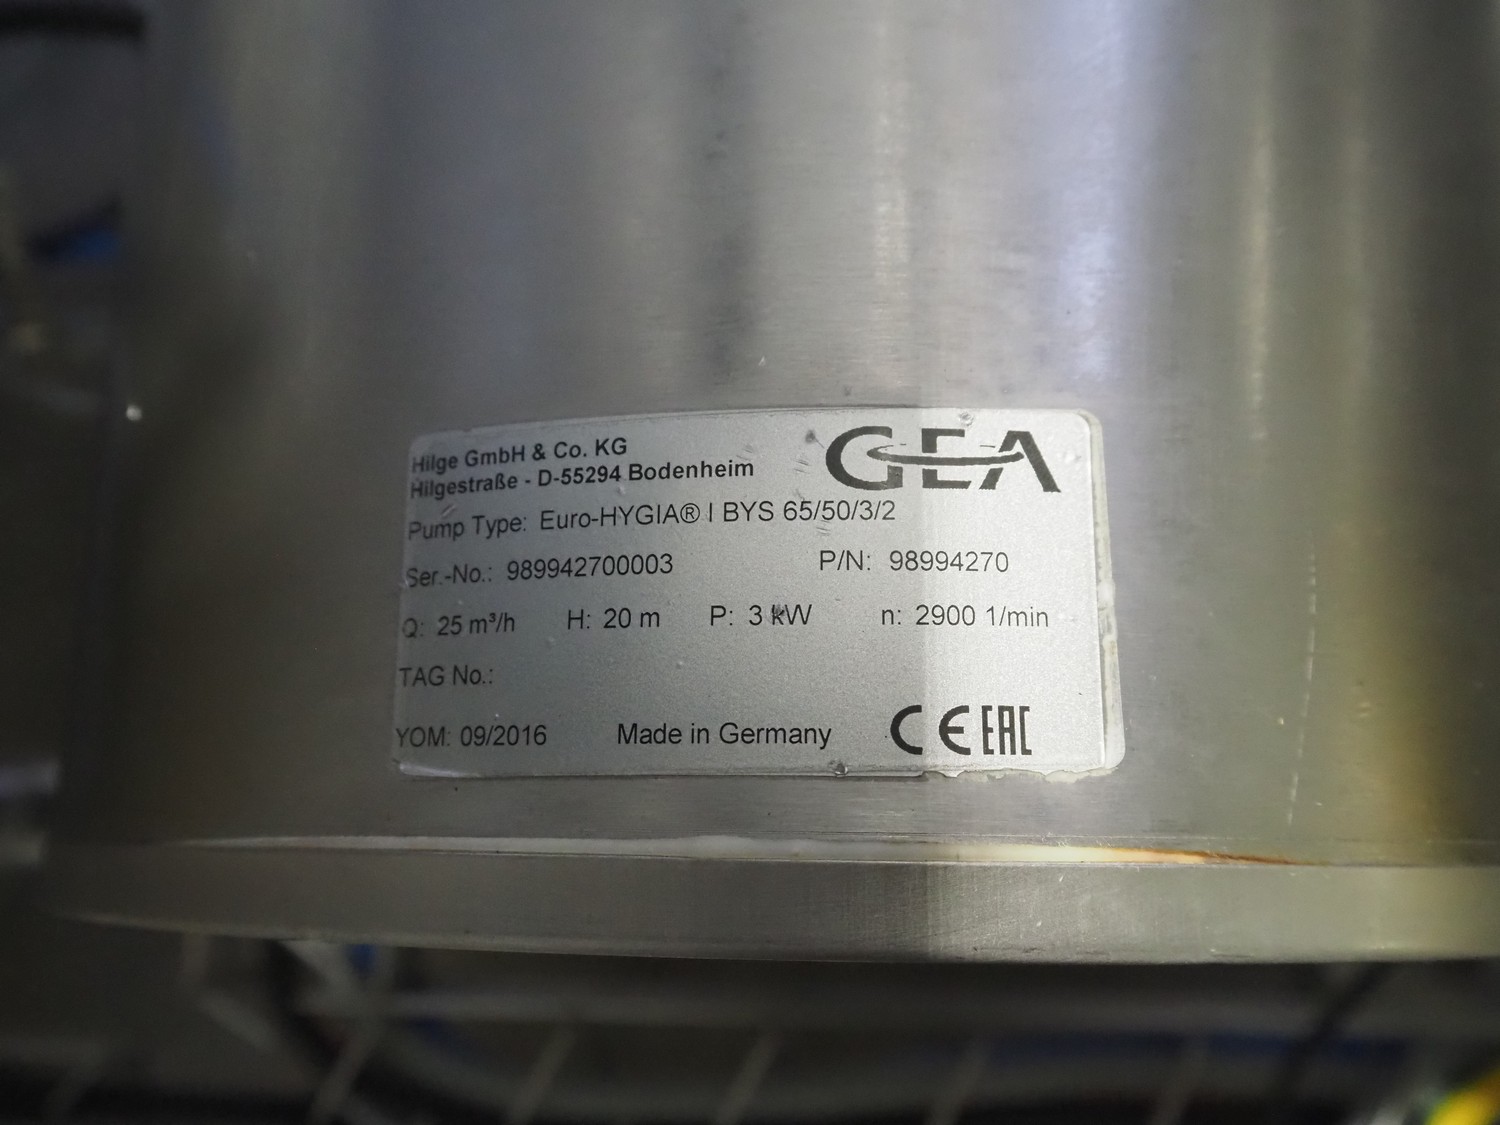 Hilge GmbH & Co. KG
Hilgestraße - D-55294 Bodenheim
GEA
Pump Type: Euro-HYGIA® I BYS 65/50/3/2
Ser.-No.: 989942700003 P/N: 98994270
Q: 25 m³/h H: 20 m P: 3 kW n: 2900 1/min
TAG No.:
YOM: 09/2016 Made in Germany CE EAC